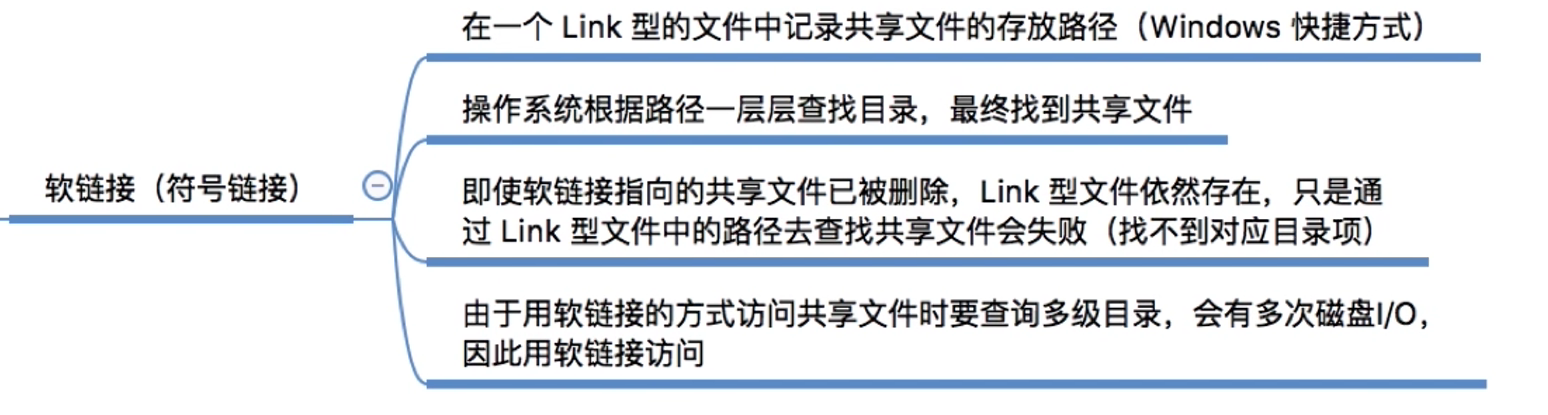 在一个 Link 型的文件中记录共享文件的存放路径（Windows 快捷方式）
操作系统根据路径一层层查找目录，最终找到共享文件
软链接（符号链接）
即使软链接指向的共享文件已被删除，Link 型文件依然存在，只是通
过 Link 型文件中的路径去查找共享文件会失败（找不到对应目录项）
由于用软链接的方式访问共享文件时要查询多级目录，会有多次磁盘I/O，
因此用软链接访问